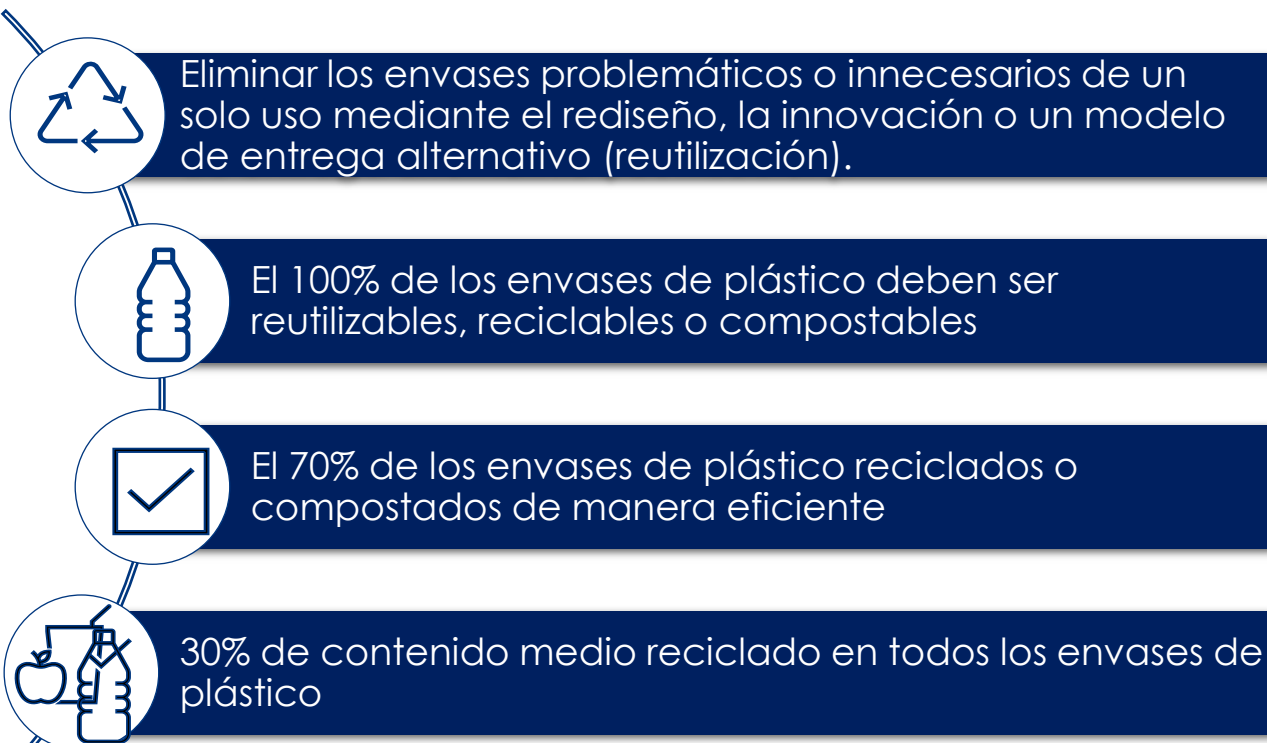 Eliminar los envases problemáticos o innecesarios de un
solo uso mediante el rediseño, la innovación o un modelo
de entrega alternativo (reutilización).
El 100% de los envases de plástico deben ser
reutilizables, reciclables o compostables
El 70% de los envases de plástico reciclados o
compostados de manera eficiente
30% de contenido medio reciclado en todos los envases de
plástico